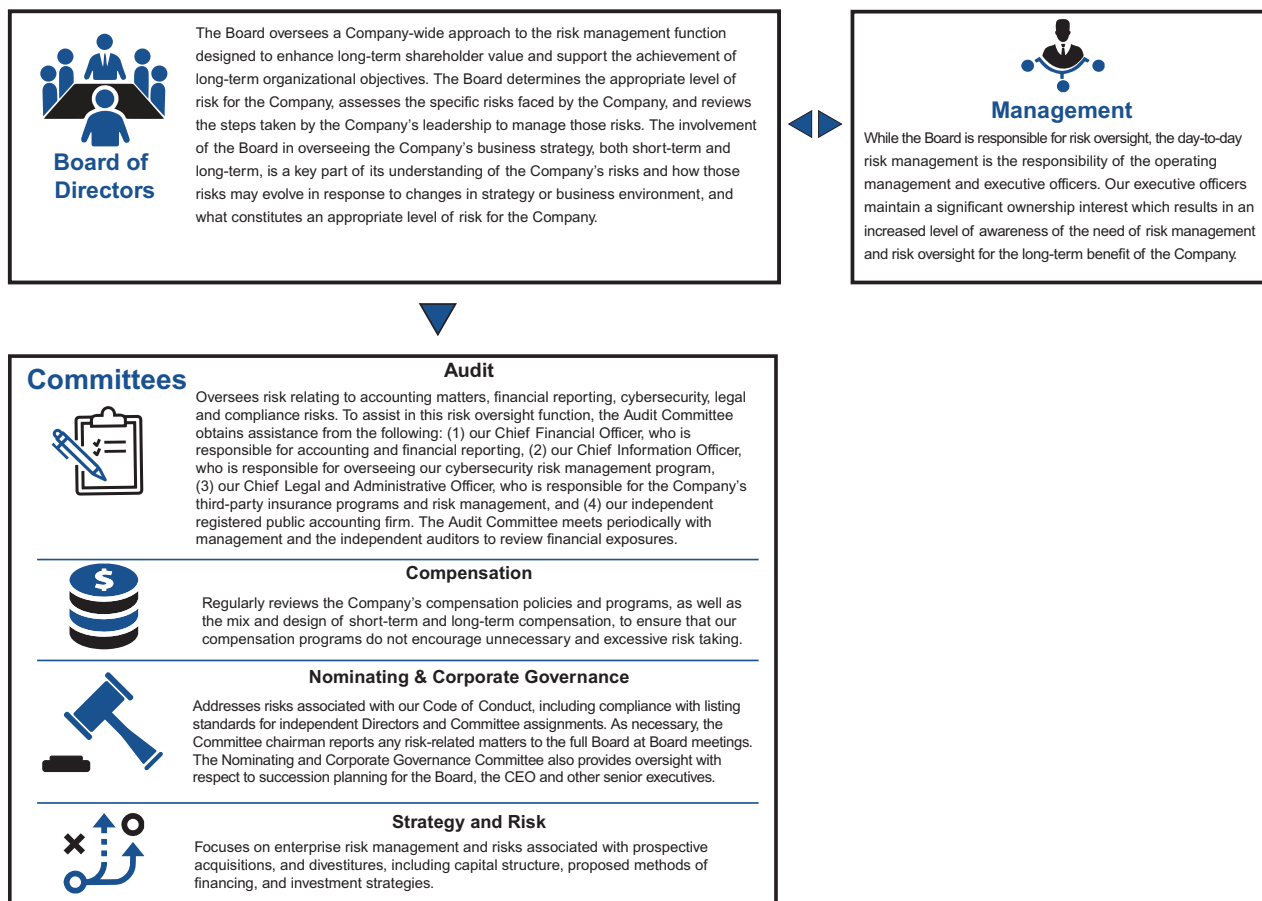 Board of
Directors
The Board oversees a Company-wide approach to the risk management function
designed to enhance long-term shareholder value and support the achievement of
long-term organizational objectives. The Board determines the appropriate level of
risk for the Company, assesses the specific risks faced by the Company, and reviews
the steps taken by the Company's leadership to manage those risks. The involvement
of the Board in overseeing the Company's business strategy, both short-term and
long-term, is a key part of its understanding of the Company's risks and how those
risks may evolve in response to changes in strategy or business environment, and
what constitutes an appropriate level of risk for the Company.
Management
While the Board is responsible for risk oversight, the day-to-day
risk management is the responsibility of the operating
management and executive officers. Our executive officers
maintain a significant ownership interest which results in an
increased level of awareness of the need of risk management
and risk oversight for the long-term benefit of the Company.
Committees
Audit
Oversees risk relating to accounting matters, financial reporting, cybersecurity, legal
and compliance risks. To assist in this risk oversight function, the Audit Committee
obtains assistance from the following: (1) our Chief Financial Officer, who is
responsible for accounting and financial reporting, (2) our Chief Information Officer,
who is responsible for overseeing our cybersecurity risk management program,
(3) our Chief Legal and Administrative Officer, who is responsible for the Company's
third-party insurance programs and risk management, and (4) our independent
registered public accounting firm. The Audit Committee meets periodically with
management and the independent auditors to review financial exposures.
$
Compensation
Regularly reviews the Company's compensation policies and programs, as well as
the mix and design of short-term and long-term compensation, to ensure that our
compensation programs do not encourage unnecessary and excessive risk taking.
Nominating & Corporate Governance
Addresses risks associated with our Code of Conduct, including compliance with listing
standards for independent Directors and Committee assignments. As necessary, the
Committee chairman reports any risk-related matters to the full Board at Board meetings.
The Nominating and Corporate Governance Committee also provides oversight with
respect to succession planning for the Board, the CEO and other senior executives.
Strategy and Risk
Focuses on enterprise risk management and risks associated with prospective
acquisitions, and divestitures, including capital structure, proposed methods of
financing, and investment strategies.